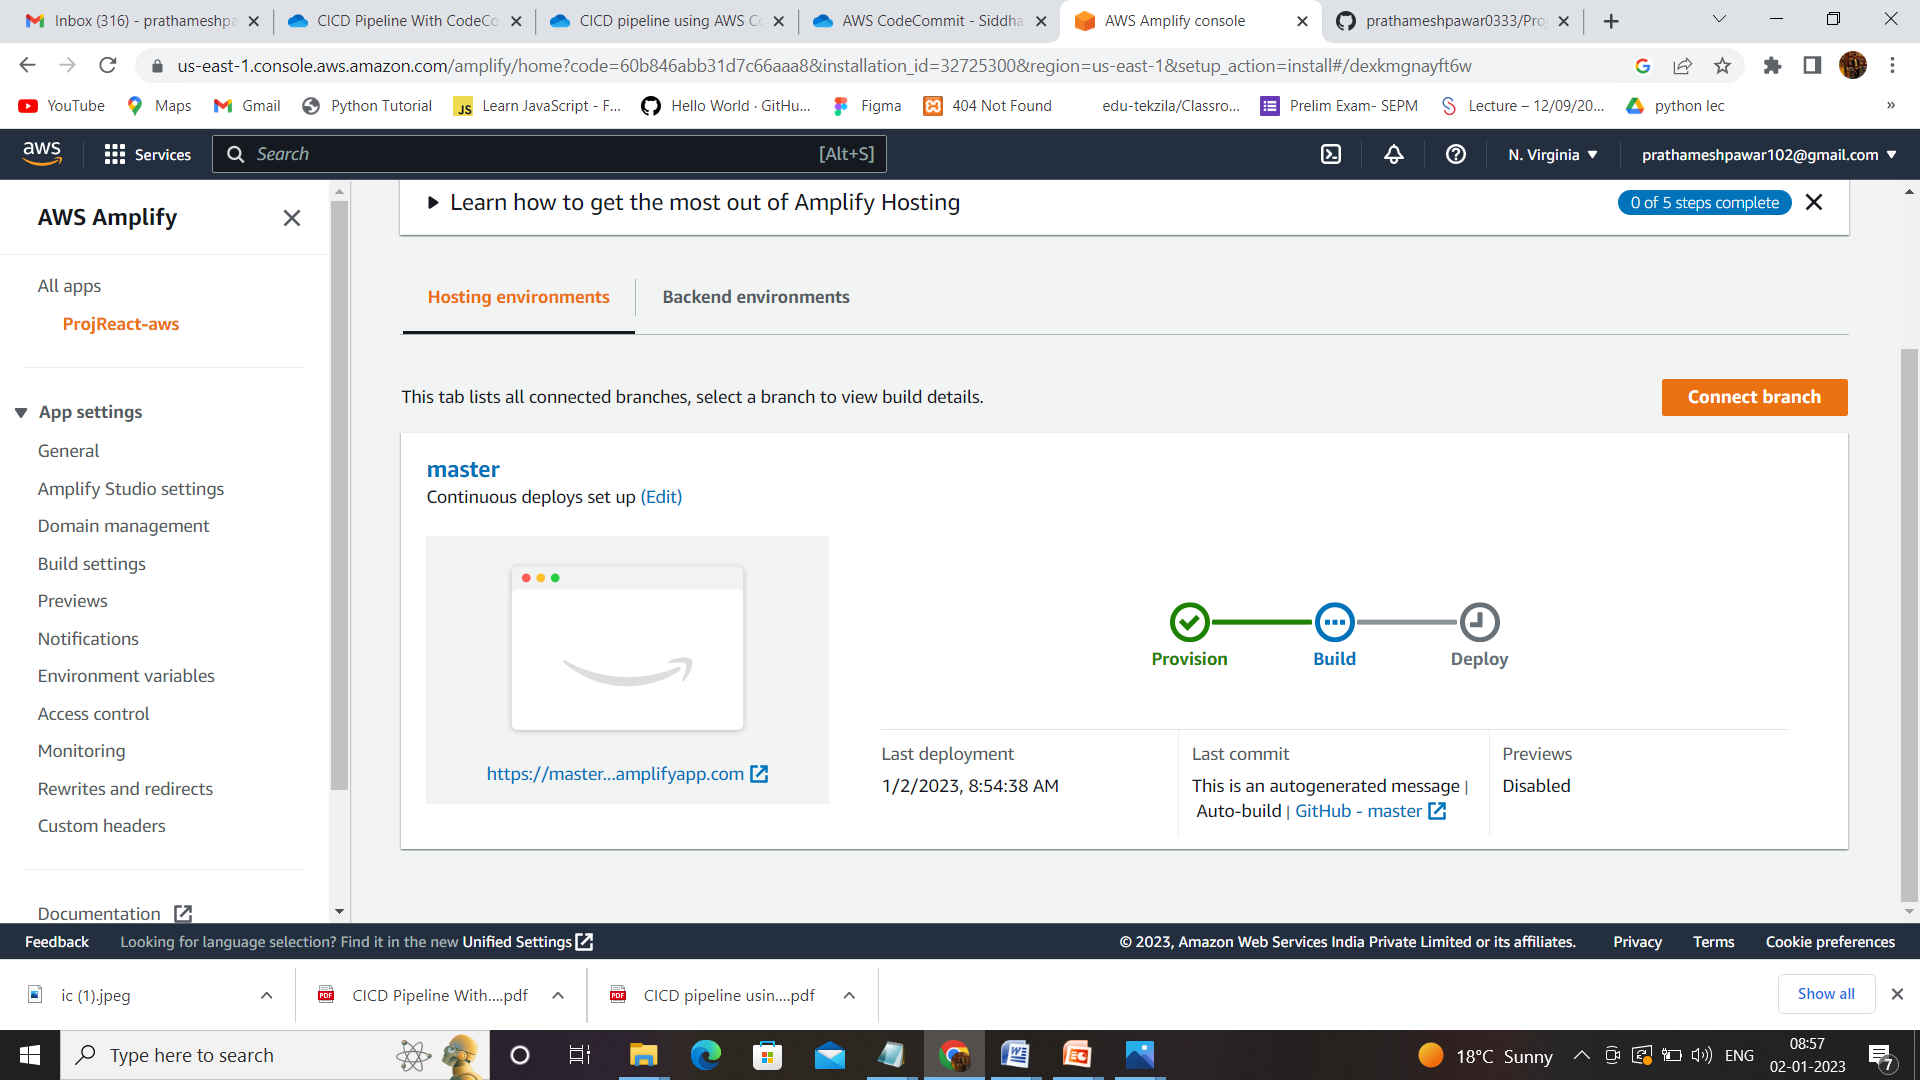 Inbox (316) - prathameshpa
CICD Pipeline With CodeCo
CICD pipeline using AWS Co
AWS CodeCommit - Siddha
AWS Amplify console
prathameshpawar0333/Proj
us-east-1.console.aws.amazon.com/amplify/home?code=60b846abb31d7c66aaa8&installation_id=32725300&region=us-east-1&setup_action=install#/dexkmgnayft6w
YouTube
Maps
Gmail
Python Tutorial
JS Learn JavaScript - F...
Hello World · GitHu...
Figma
404 Not Found
edu-tekzila/Classro...
Prelim Exam- SEPM
Lecture – 12/09/20...
python lec
»
aws
Services
Search [Alt+S]
N. Virginia
prathameshpawar102@gmail.com
AWS Amplify
All apps
ProjReact-aws
App settings
General
Amplify Studio settings
Domain management
Build settings
Previews
Notifications
Environment variables
Access control
Monitoring
Rewrites and redirects
Custom headers
Documentation
Learn how to get the most out of Amplify Hosting
0 of 5 steps complete
Hosting environments
Backend environments
This tab lists all connected branches, select a branch to view build details.
Connect branch
master
Continuous deploys set up (Edit)
https://master...amplifyapp.com
Provision
Build
Deploy
Last deployment
1/2/2023, 8:54:38 AM
Last commit
This is an autogenerated message |
Auto-build | GitHub - master
Previews
Disabled
Feedback
Looking for language selection? Find it in the new Unified Settings
© 2023, Amazon Web Services India Private Limited or its affiliates.
Privacy
Terms
Cookie preferences
ic (1).jpeg
PDF CICD Pipeline With....pdf
PDF CICD pipeline usin....pdf
Show all
Type here to search
18°C Sunny
ENG
08:57
02-01-2023
7